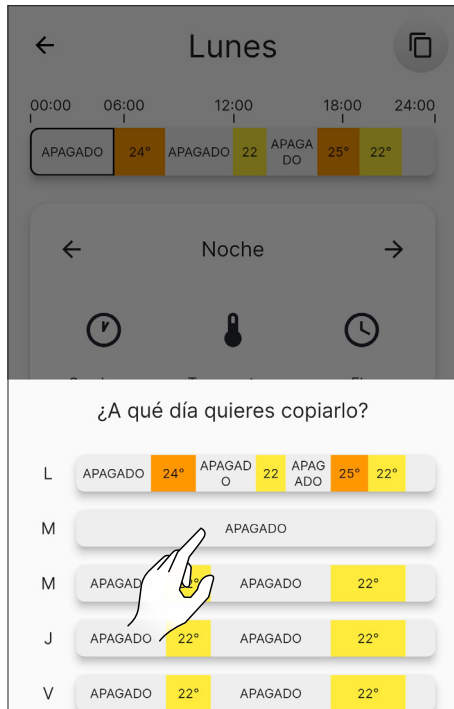 Lunes
00:00 06:00 12:00 18:00 24:00
APAGADO 24° APAGADO 22 APAGA
DO 25° 22°
Noche
¿A qué día quieres copiarlo?
L APAGADO 24° APAGAD
O 22 APAG
ADO 25° 22°
M APAGADO
M APAGADO 22° APAGADO 22°
J APAGADO 22° APAGADO 22°
V APAGADO 22° APAGADO 22°